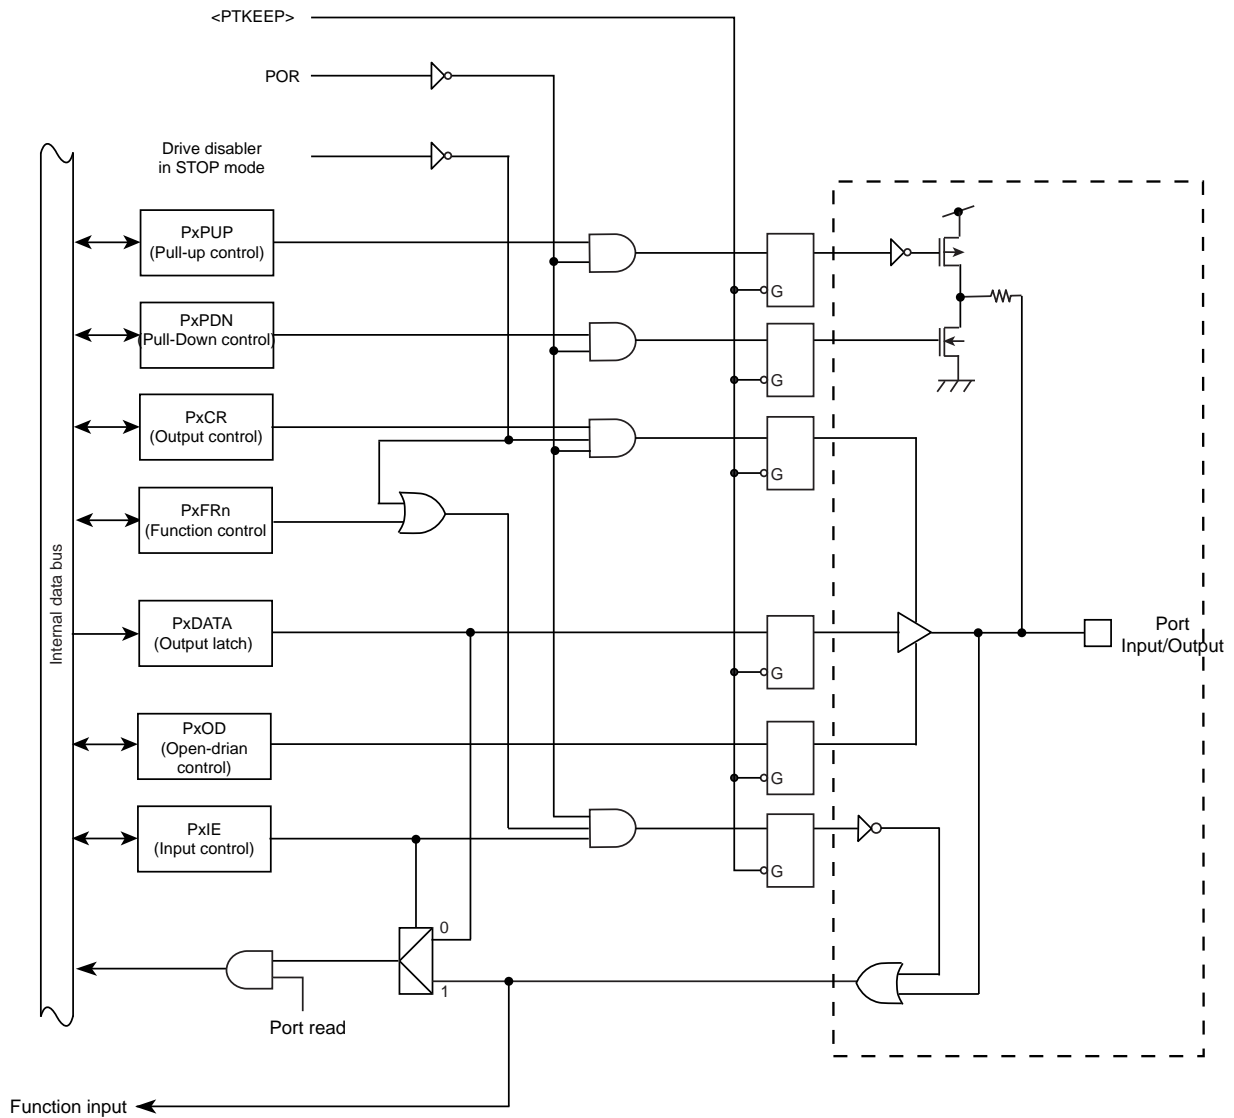 <PTKEEP>
POR
Drive disabler
in STOP mode
PxPUP
(Pull-up control)
G
PxPDN
(Pull-Down control)
G
PxCR
(Output control)
G
PxFRn
(Function control
Internal data bus
PxDATA
(Output latch)
G
Port
Input/Output
PxOD
(Open-drian
control)
G
PxIE
(Input control)
G
0
1
Port read
Function input